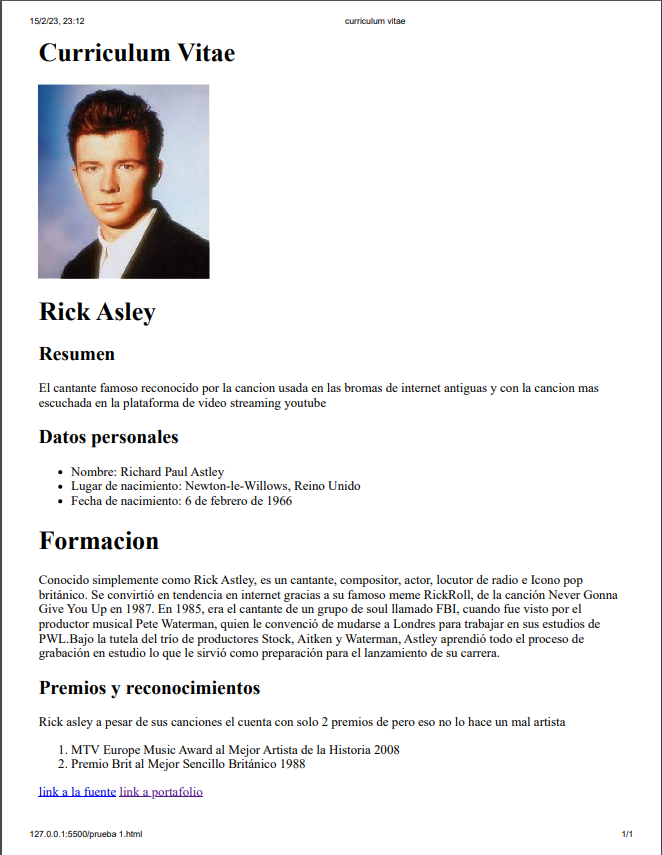 15/2/23, 23:12 curriculum vitae
Curriculum Vitae
Rick Asley
Resumen
El cantante famoso reconocido por la cancion usada en las bromas de internet antiguas y con la cancion mas
escuchada en la plataforma de video streaming youtube
Datos personales
• Nombre: Richard Paul Astley
• Lugar de nacimiento: Newton-le-Willows, Reino Unido
• Fecha de nacimiento: 6 de febrero de 1966
Formacion
Conocido simplemente como Rick Astley, es un cantante, compositor, actor, locutor de radio e Icono pop
británico. Se convirtió en tendencia en internet gracias a su famoso meme RickRoll, de la canción Never Gonna
Give You Up en 1987. En 1985, era el cantante de un grupo de soul llamado FBI, cuando fue visto por el
productor musical Pete Waterman, quien le convenció de mudarse a Londres para trabajar en sus estudios de
PWL.Bajo la tutela del trío de productores Stock, Aitken y Waterman, Astley aprendió todo el proceso de
grabación en estudio lo que le sirvió como preparación para el lanzamiento de su carrera.
Premios y reconocimientos
Rick asley a pesar de sus canciones el cuenta con solo 2 premios de pero eso no lo hace un mal artista
1. MTV Europe Music Award al Mejor Artista de la Historia 2008
2. Premio Brit al Mejor Sencillo Británico 1988
link a la fuente link a portafolio
127.0.0.1:5500/prueba 1.html 1/1